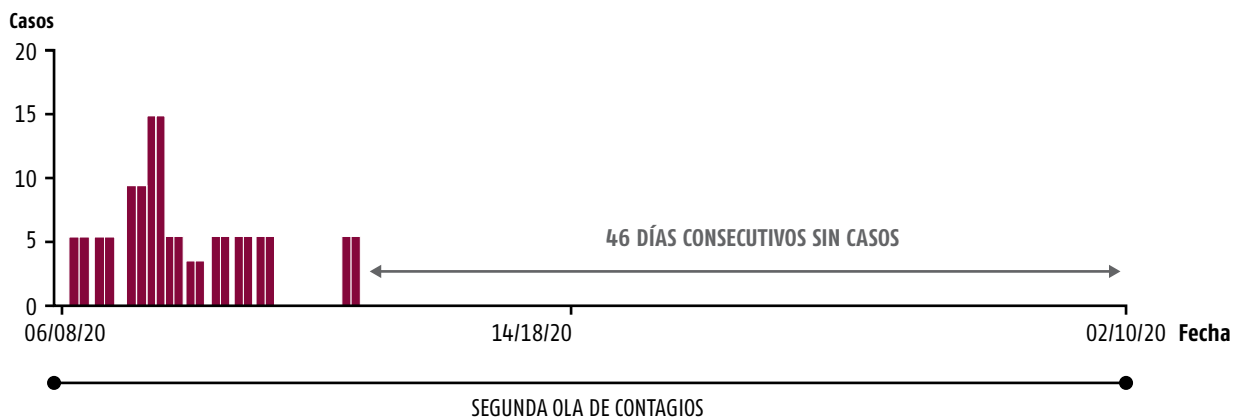 Casos
20
15
10
5
0
46 DÍAS CONSECUTIVOS SIN CASOS
06/08/20 14/18/20 02/10/20 Fecha
SEGUNDA OLA DE CONTAGIOS